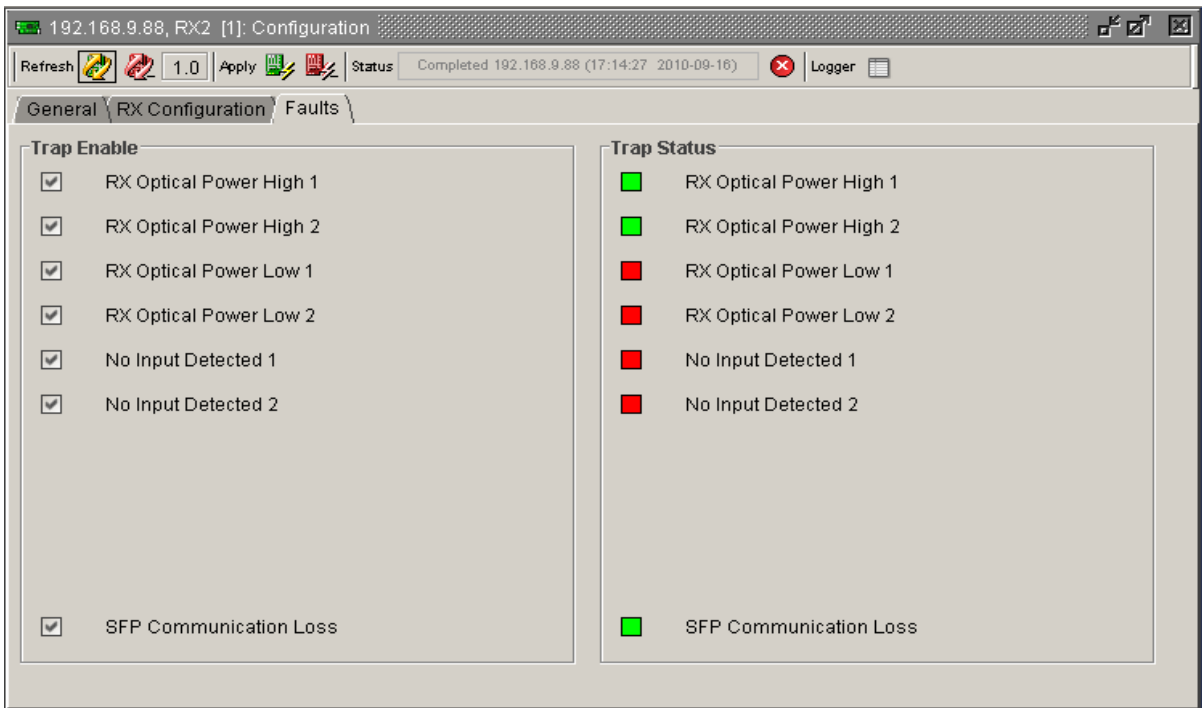 192.168.9.88, RX2 [1]: Configuration
Refresh 1.0 Apply Status Completed 192.168.9.88 (17:14:27 2010-09-16) Logger
General RX Configuration Faults
Trap Enable
RX Optical Power High 1
RX Optical Power High 2
RX Optical Power Low 1
RX Optical Power Low 2
No Input Detected 1
No Input Detected 2
SFP Communication Loss
Trap Status
RX Optical Power High 1
RX Optical Power High 2
RX Optical Power Low 1
RX Optical Power Low 2
No Input Detected 1
No Input Detected 2
SFP Communication Loss